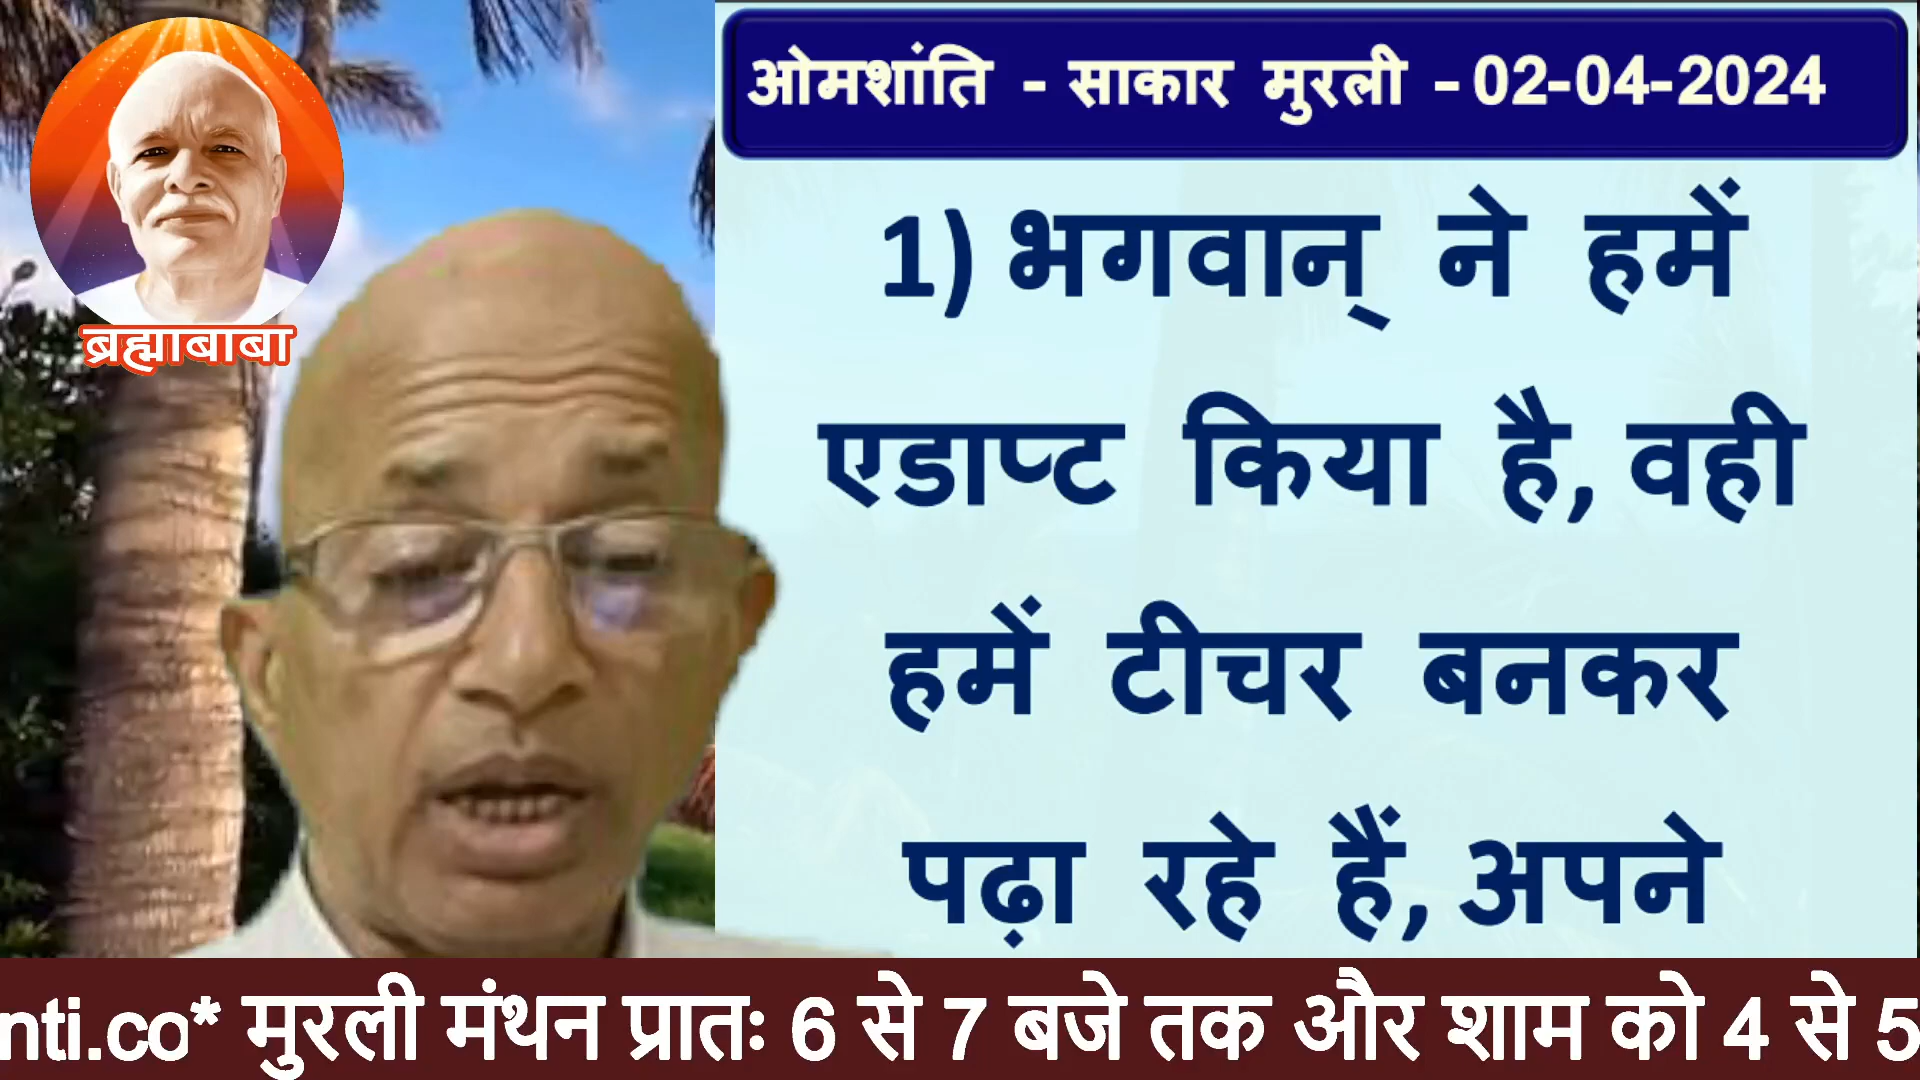 ओमशांति - साकार मुरली - 02-04-2024
ब्रह्माबाबा
1) भगवान् ने हमें
एडाप्ट किया है, वही
हमें टीचर बनकर
पढ़ा रहे हैं, अपने
nti.co* मुरली मंथन प्रातः 6 से 7 बजे तक और शाम को 4 से 5